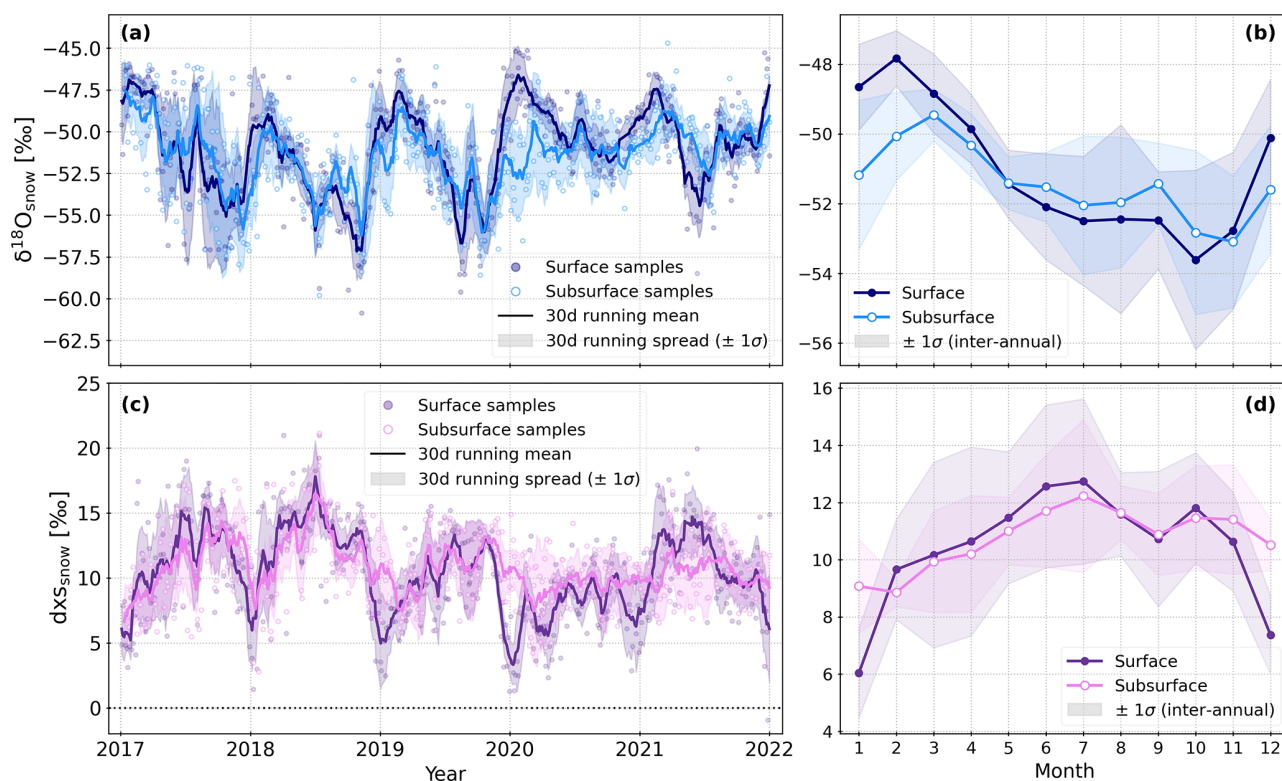 (a)
δ¹⁸Osnow [‰]
−45.0
−47.5
−50.0
−52.5
−55.0
−57.5
−60.0
−62.5
Surface samples
Subsurface samples
30d running mean
30d running spread (± 1σ)
(b)
−48
−50
−52
−54
−56
Surface
Subsurface
± 1σ (inter-annual)
(c)
dxssnow [‰]
25
20
15
10
5
0
Surface samples
Subsurface samples
30d running mean
30d running spread (± 1σ)
2017 2018 2019 2020 2021 2022
Year
(d)
16
14
12
10
8
6
4
Surface
Subsurface
± 1σ (inter-annual)
1 2 3 4 5 6 7 8 9 10 11 12
Month